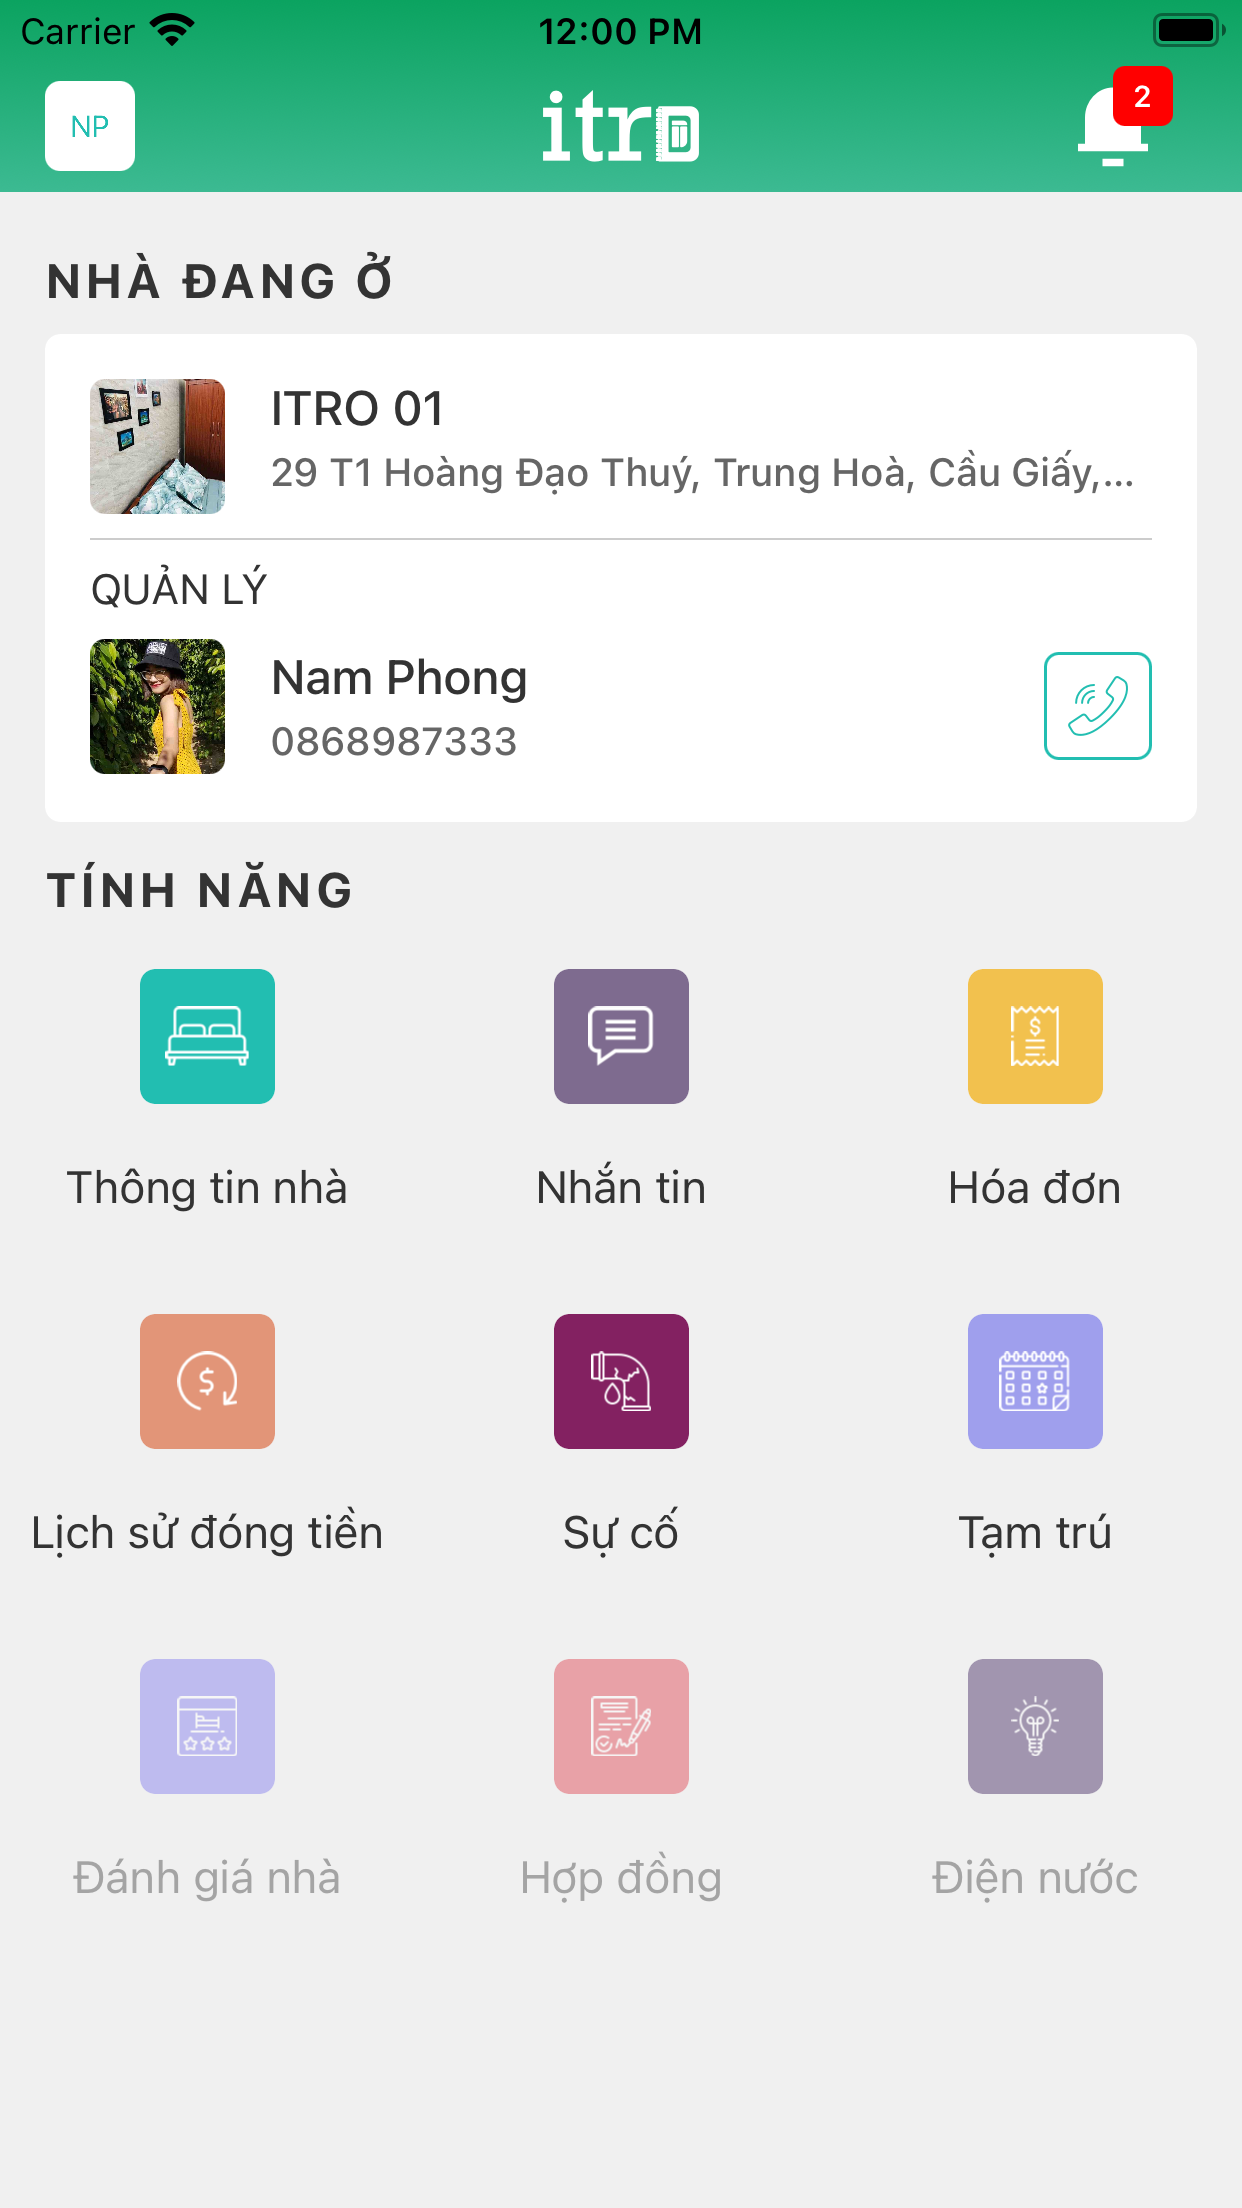 Carrier 12:00 PM
NP itro 2
NHÀ ĐANG Ở
ITRO 01
29 T1 Hoàng Đạo Thuý, Trung Hoà, Cầu Giấy,...
QUẢN LÝ
Nam Phong
0868987333
TÍNH NĂNG
Thông tin nhà Nhắn tin Hóa đơn
Lịch sử đóng tiền Sự cố Tạm trú
Đánh giá nhà Hợp đồng Điện nước